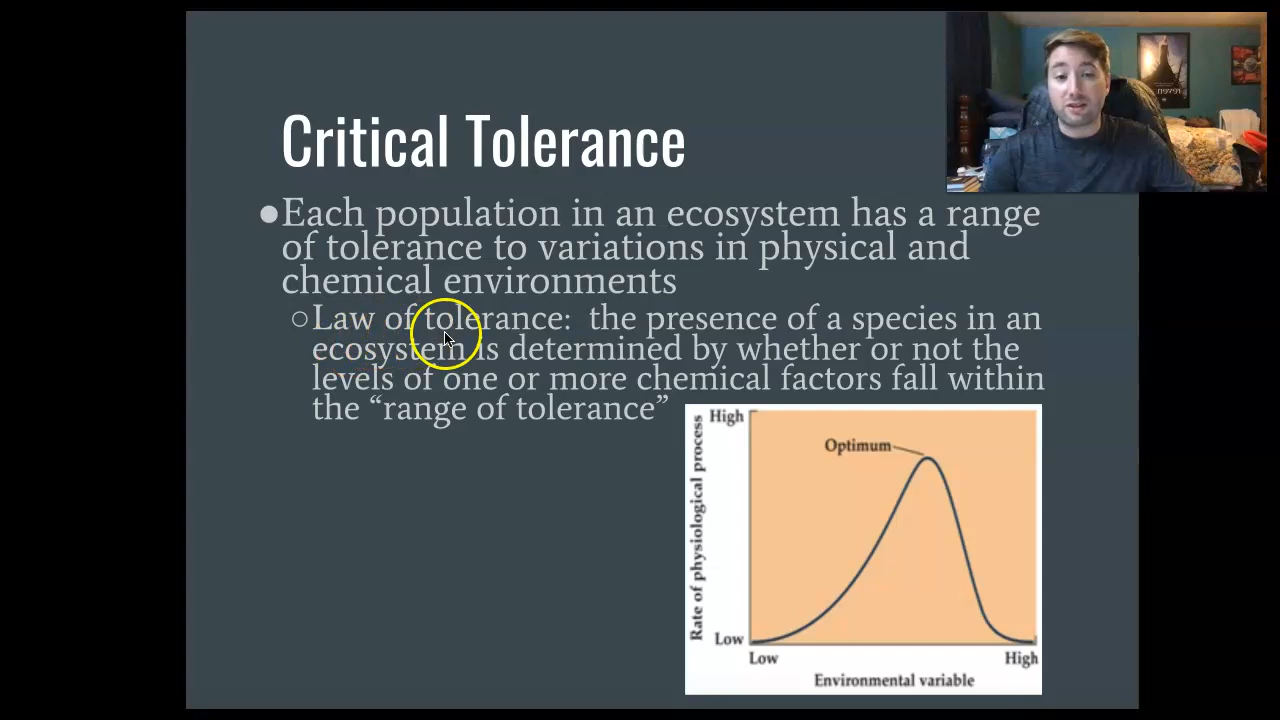 Critical Tolerance
●Each population in an ecosystem has a range
of tolerance to variations in physical and
chemical environments
○Law of tolerance: the presence of a species in an
ecosystem is determined by whether or not the
levels of one or more chemical factors fall within
the “range of tolerance”
High
Optimum
Rate of physiological process
Low
Low
High
Environmental variable